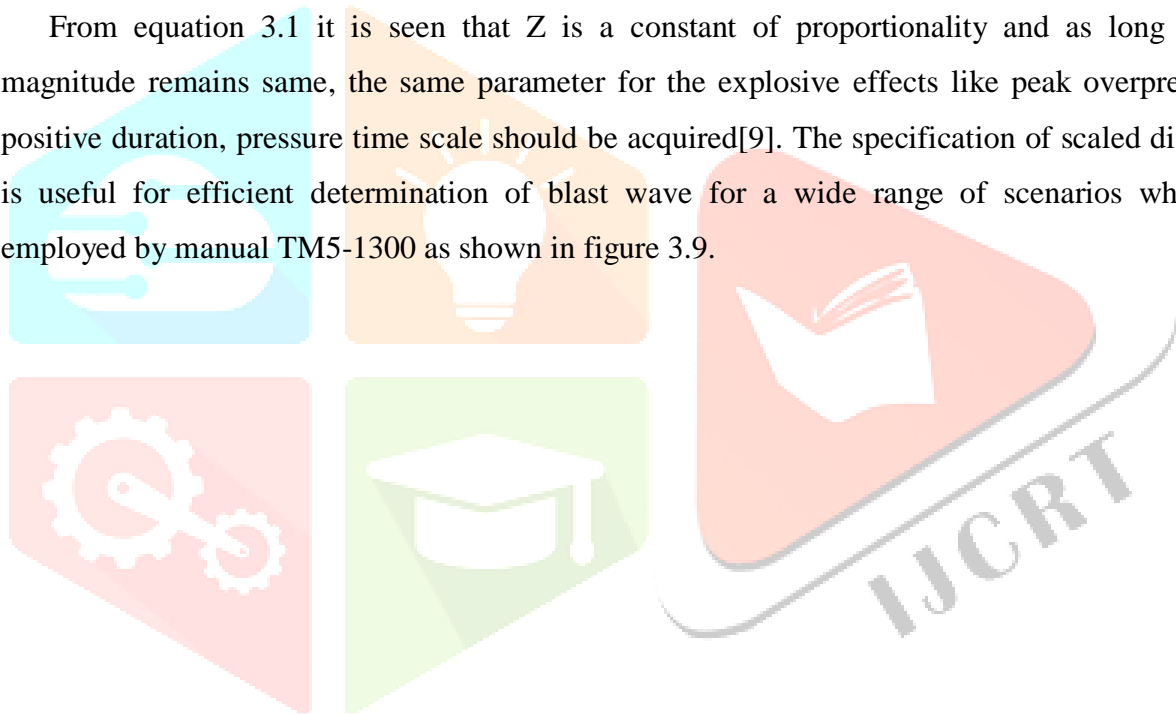 From equation 3.1 it is seen that Z is a constant of proportionality and as long
magnitude remains same, the same parameter for the explosive effects like peak overpre
positive duration, pressure time scale should be acquired[9]. The specification of scaled di
is useful for efficient determination of blast wave for a wide range of scenarios wh
employed by manual TM5-1300 as shown in figure 3.9.
IJCRT